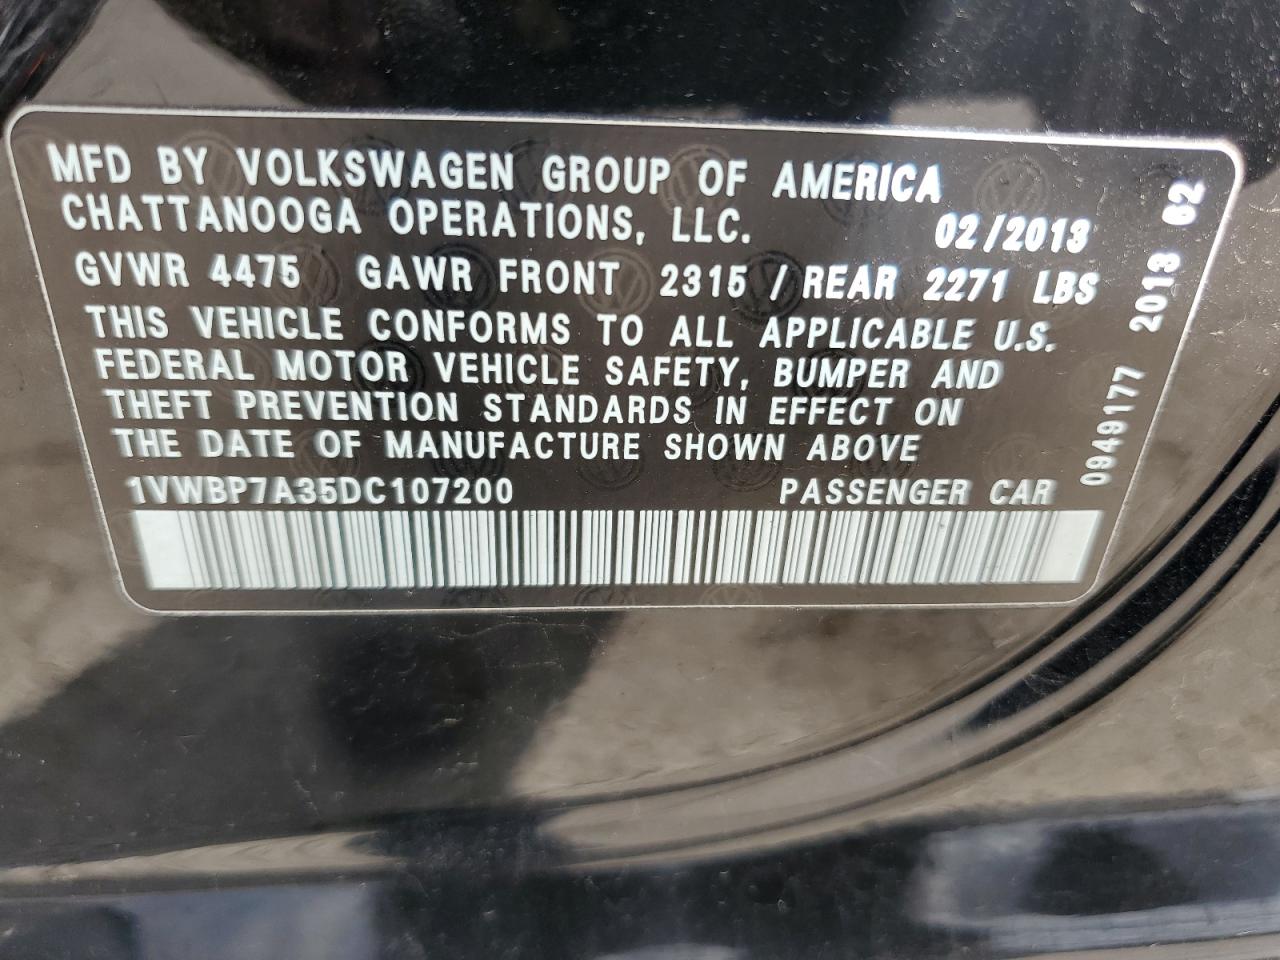 MFD BY VOLKSWAGEN GROUP OF AMERICA
CHATTANOOGA OPERATIONS, LLC. 02/2013
GVWR 4475 GAWR FRONT 2315 / REAR 2271 LBS
THIS VEHICLE CONFORMS TO ALL APPLICABLE U.S.
FEDERAL MOTOR VEHICLE SAFETY, BUMPER AND
THEFT PREVENTION STANDARDS IN EFFECT ON
THE DATE OF MANUFACTURE SHOWN ABOVE
1VWBP7A35DC107200 PASSENGER CAR
0949177 2013 62